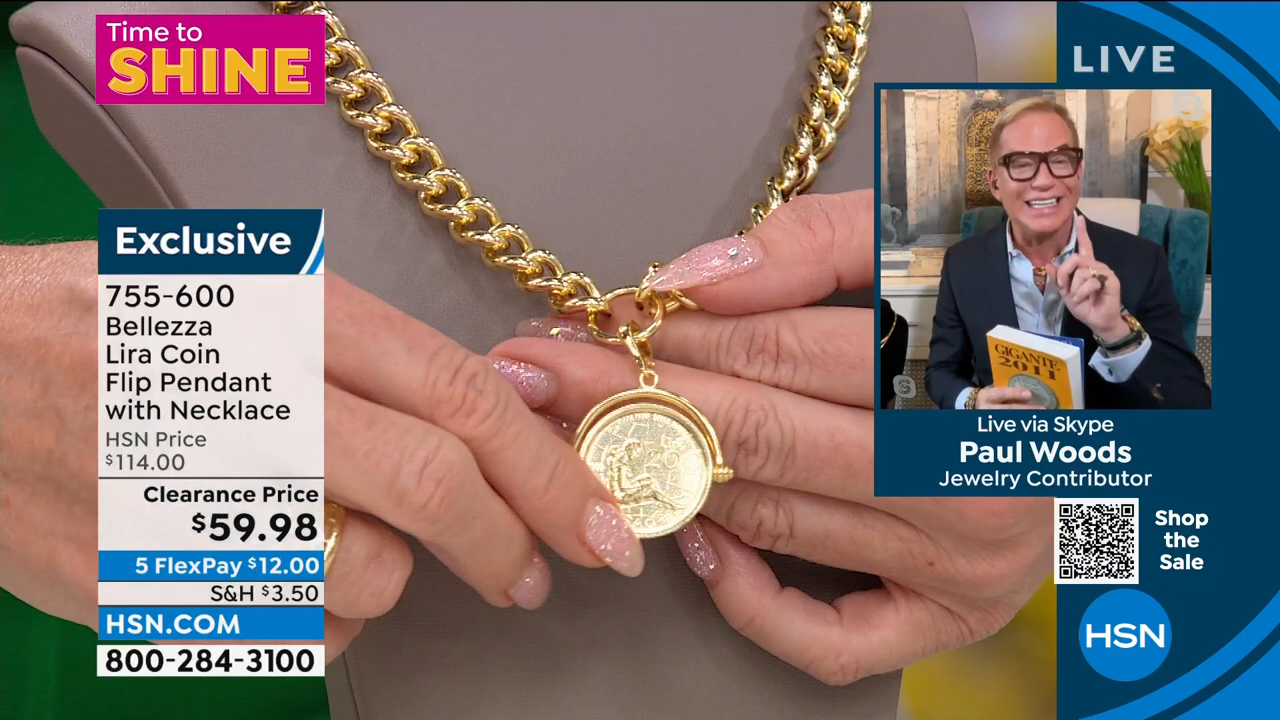 Time to
SHINE
Exclusive
755-600
Bellezza
Lira Coin
Flip Pendant
with Necklace
HSN Price
$114.00
Clearance Price
$59.98
5 FlexPay $12.00
S&H $3.50
HSN.COM
800-284-3100
LIVE
GIGANTE
2011
Live via Skype
Paul Woods
Jewelry Contributor
Shop
the
Sale
HSN